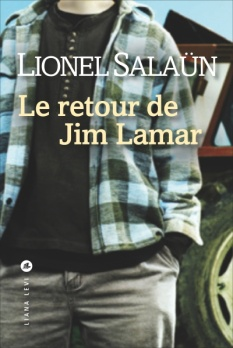 LIONEL SALAÜN
Le retour de
Jim Lamar
LIANA LEVI